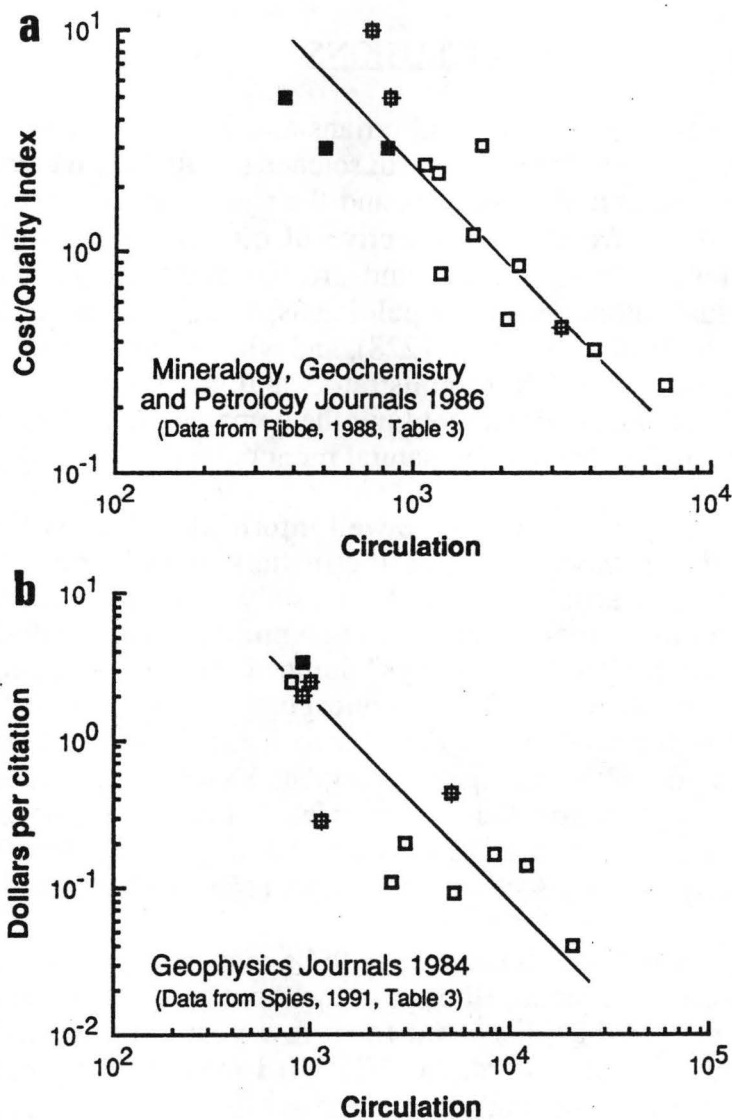 a
10^1
10^0
10^-1
Cost/Quality Index
Mineralogy, Geochemistry
and Petrology Journals 1986
(Data from Ribbe, 1988, Table 3)
10^2
10^3
10^4
Circulation
b
10^1
10^0
10^-1
10^-2
Dollars per citation
Geophysics Journals 1984
(Data from Spies, 1991, Table 3)
10^2
10^3
10^4
10^5
Circulation